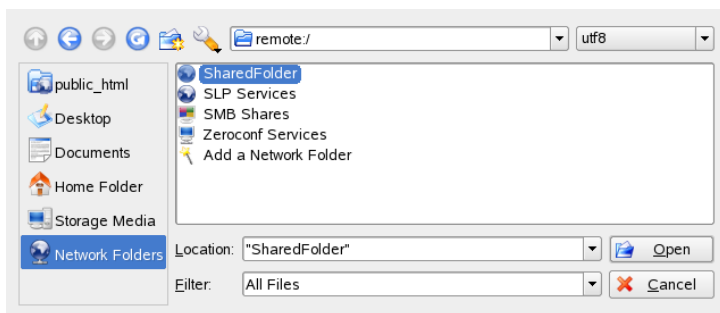 remote:/ utf8
public_html
Desktop
Documents
Home Folder
Storage Media
Network Folders
SharedFolder
SLP Services
SMB Shares
Zeroconf Services
Add a Network Folder
Location: "SharedFolder" Open
Filter: All Files Cancel